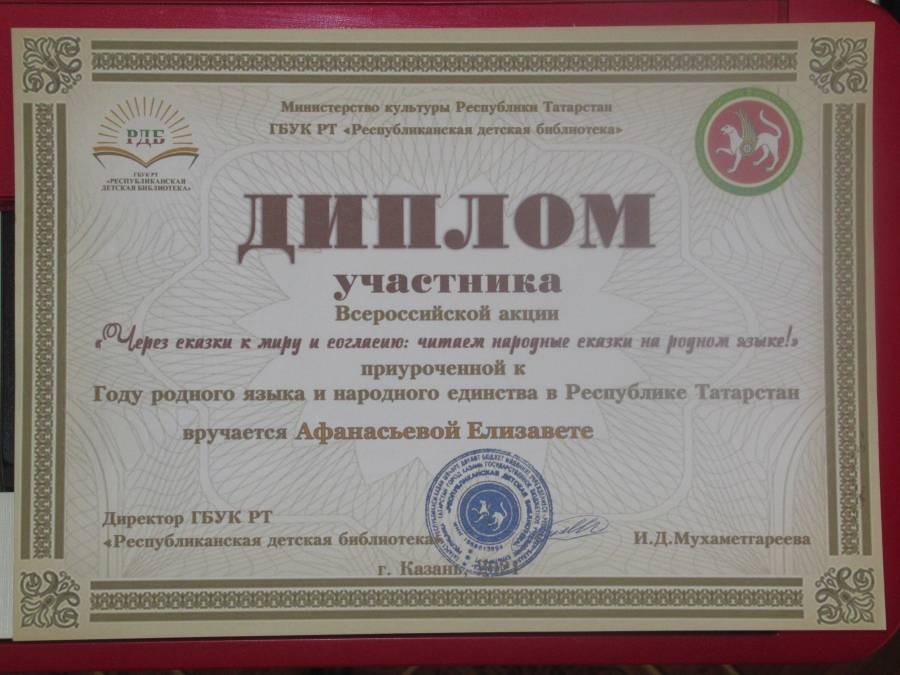 Министерство культуры Республики Татарстан
ГБУК РТ «Республиканская детская библиотека»
РДБ
ГБУК РТ
«РЕСПУБЛИКАНСКАЯ
ДЕТСКАЯ БИБЛИОТЕКА»
ДИПЛОМ
участника
Всероссийской акции
«Через сказки к миру и согласию: читаем народные сказки на родном языке!»
приуроченной к
Году родного языка и народного единства в Республике Татарстан
вручается Афанасьевой Елизавете
Директор ГБУК РТ
«Республиканская детская библиотека»
И.Д.Мухаметгареева
г. Казань,